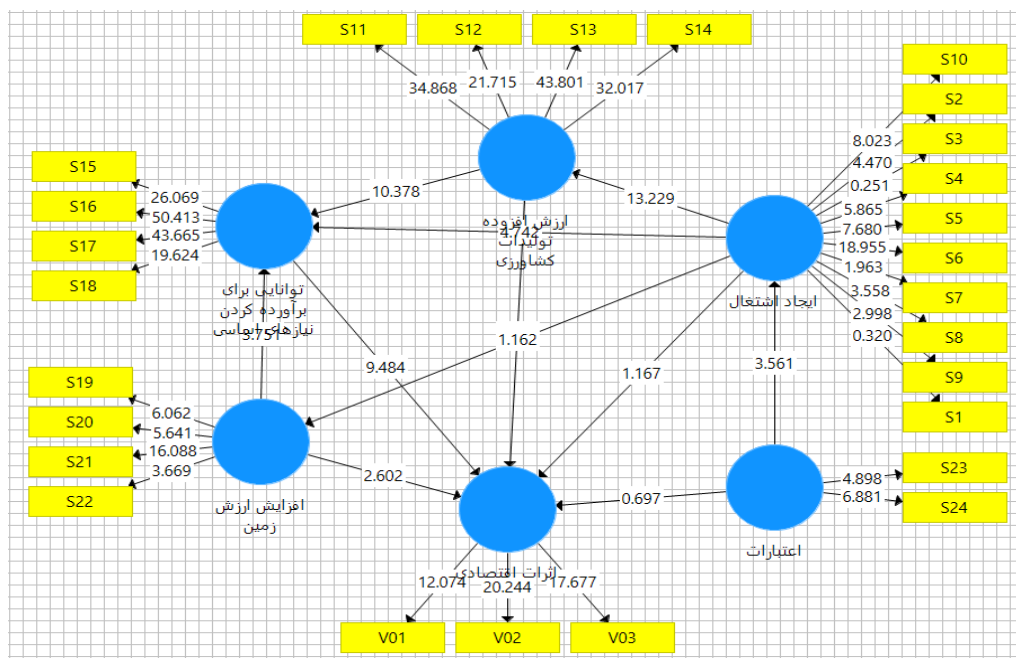 S11
S12
S13
S14
34.868
21.715
43.801
32.017
S10
S2
S3
S4
S5
S6
S7
S8
S9
S1
8.023
4.470
0.251
5.865
7.680
18.955
1.963
3.558
2.998
0.320
S15
S16
S17
S18
26.069
50.413
43.665
19.624
10.378
13.229
4.742
ارزش افزوده
تولیدات
کشاورزی
ایجاد اشتغال
توانایی برای
برآورده کردن
نیازهای اساسی
3.751
1.162
9.484
1.167
3.561
S19
S20
S21
S22
6.062
5.641
16.088
3.669
افزایش ارزش
زمین
2.602
0.697
S23
S24
4.898
6.881
اعتبارات
اثرات اقتصادی
12.074
20.244
17.677
V01
V02
V03